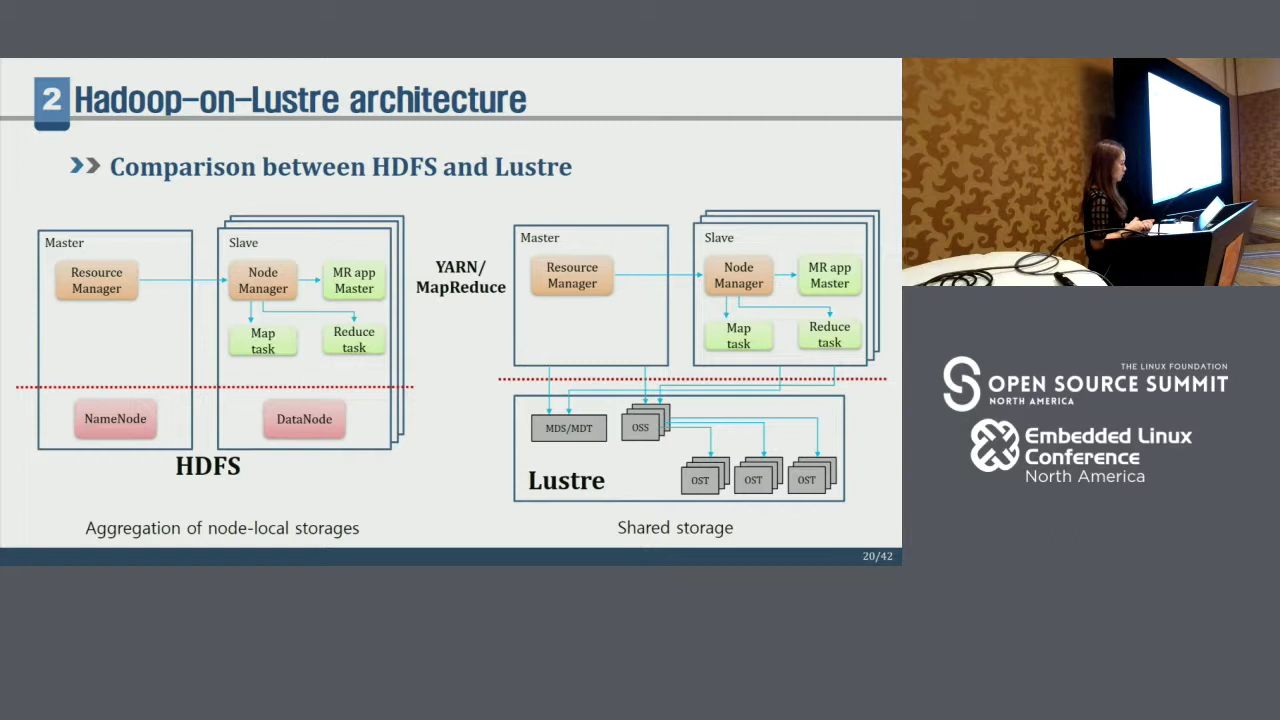 2 Hadoop-on-Lustre architecture
Comparison between HDFS and Lustre
Master
Resource
Manager
Slave
Node
Manager
MR app
Master
Map
task
Reduce
task
NameNode
DataNode
HDFS
Aggregation of node-local storages
YARN/
MapReduce
Master
Resource
Manager
Slave
Node
Manager
MR app
Master
Map
task
Reduce
task
MDS/MDT
OSS
OST
OST
OST
Lustre
Shared storage
20/42
THE LINUX FOUNDATION
OPEN SOURCE SUMMIT
NORTH AMERICA
Embedded Linux
Conference
North America